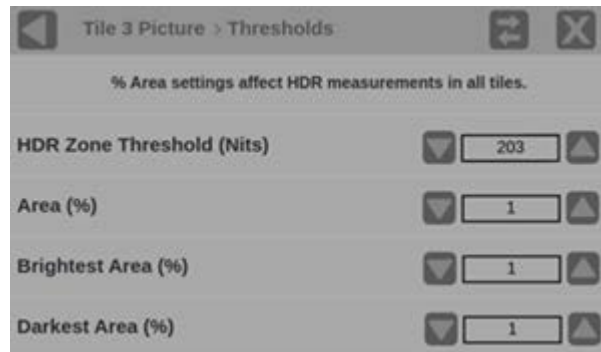 Tile 3 Picture > Thresholds
% Area settings affect HDR measurements in all tiles.
HDR Zone Threshold (Nits) 203
Area (%) 1
Brightest Area (%) 1
Darkest Area (%) 1